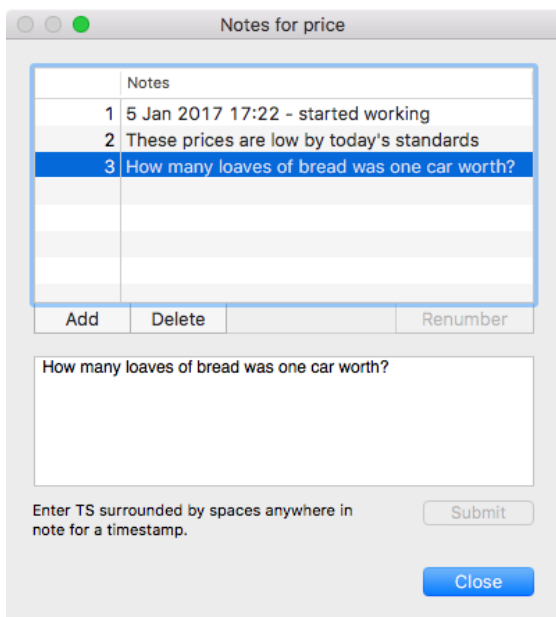 Notes for price
Notes
1 5 Jan 2017 17:22 - started working
2 These prices are low by today's standards
3 How many loaves of bread was one car worth?
Add Delete Renumber
How many loaves of bread was one car worth?
Enter TS surrounded by spaces anywhere in
note for a timestamp.
Submit
Close